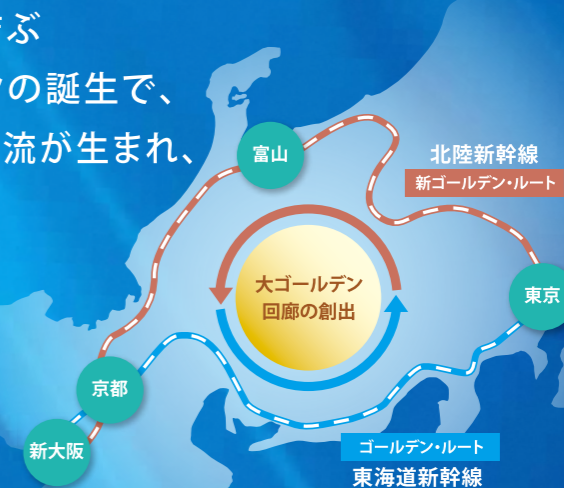 ぶ
の誕生で、
流が生まれ、
富山
北陸新幹線
新ゴールデン・ルート
大ゴールデン
回廊の創出
東京
京都
新大阪
ゴールデン・ルート
東海道新幹線